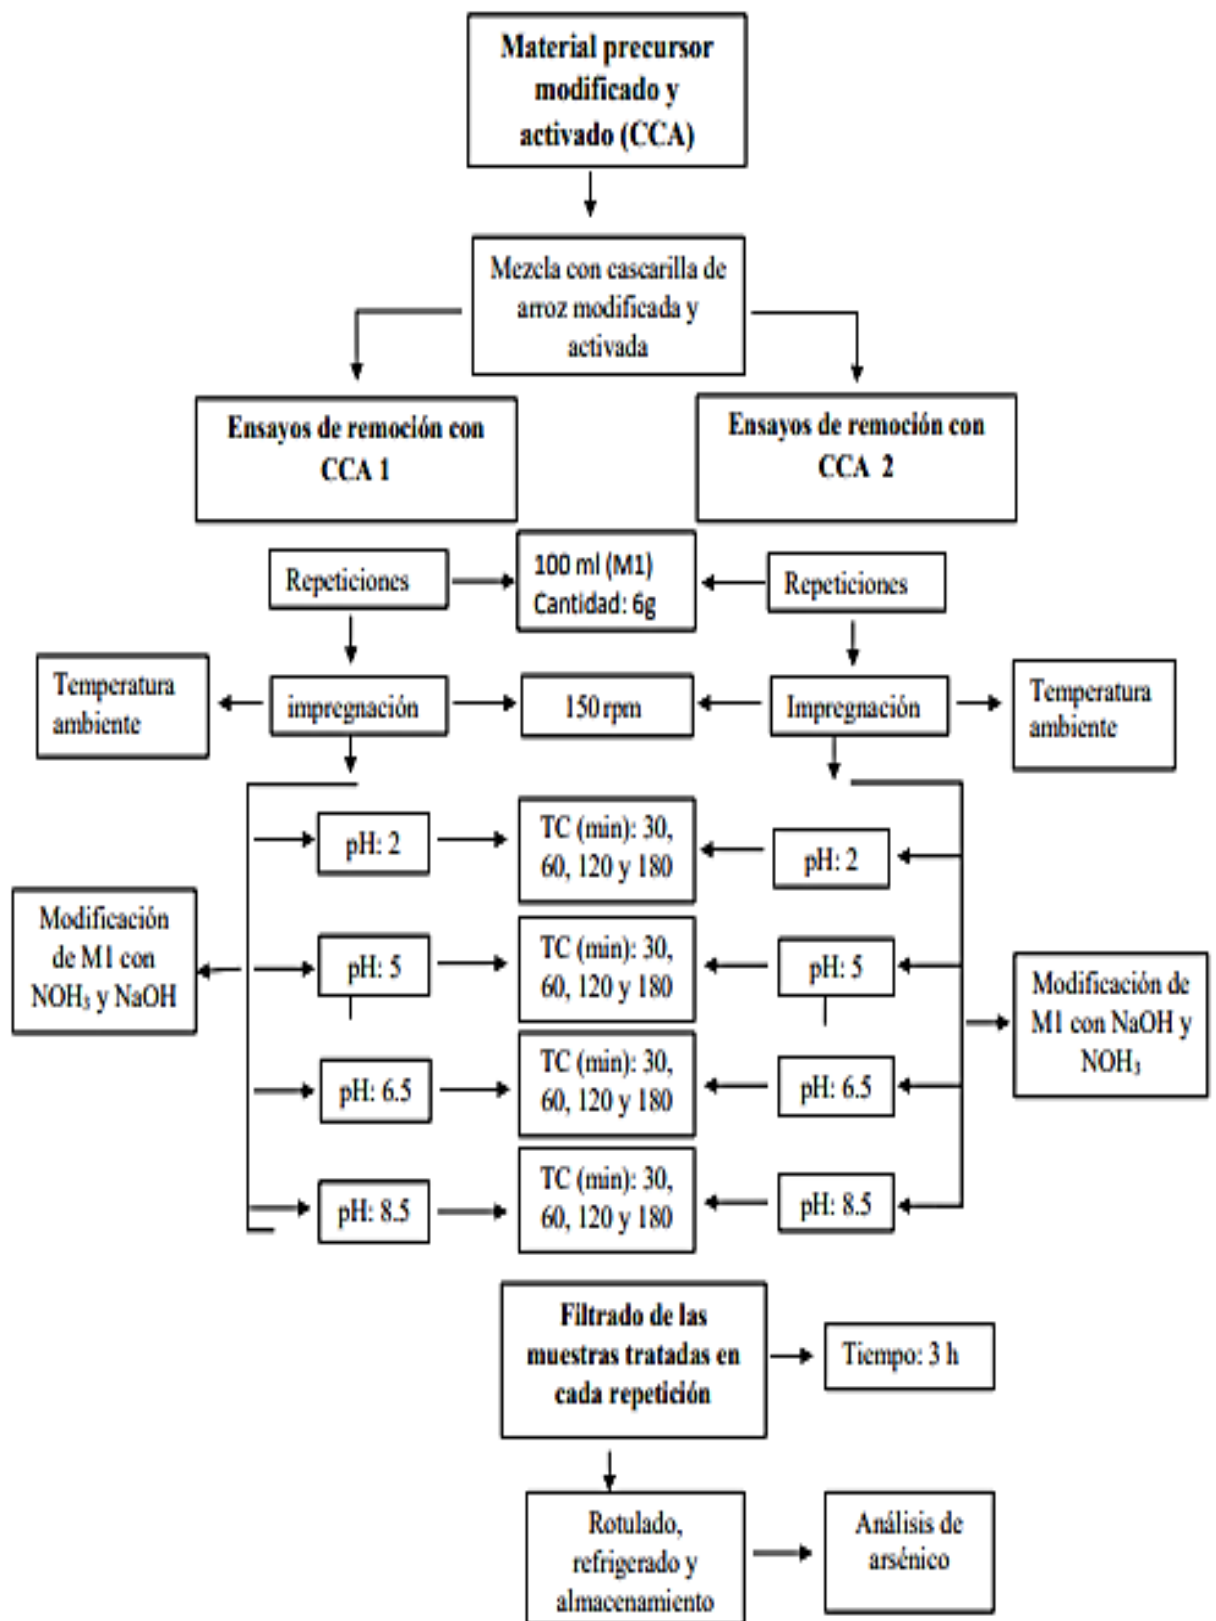 Material precursor
modificado y
activado (CCA)
Mezcla con cascarilla de
arroz modificada y
activada
Ensayos de remoción con
CCA 1
Ensayos de remoción con
CCA 2
Repeticiones
100 ml (M1)
Cantidad: 6g
Repeticiones
Temperatura
ambiente
impregnación
150 rpm
Impregnación
Temperatura
ambiente
pH: 2
TC (min): 30,
60, 120 y 180
pH: 2
Modificación
de M1 con
NOH₃ y NaOH
pH: 5
TC (min): 30,
60, 120 y 180
pH: 5
Modificación de
M1 con NaOH y
NOH₃
pH: 6.5
TC (min): 30,
60, 120 y 180
pH: 6.5
pH: 8.5
TC (min): 30,
60, 120 y 180
pH: 8.5
Filtrado de las
muestras tratadas en
cada repetición
Tiempo: 3 h
Rotulado,
refrigerado y
almacenamiento
Análisis de
arsénico